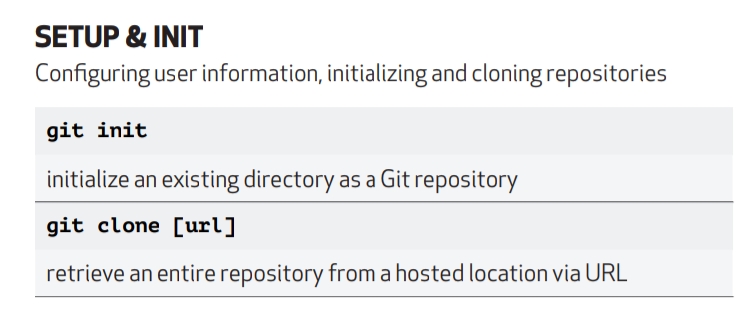 SETUP & INIT
Configuring user information, initializing and cloning repositories
git init
initialize an existing directory as a Git repository
git clone [url]
retrieve an entire repository from a hosted location via URL